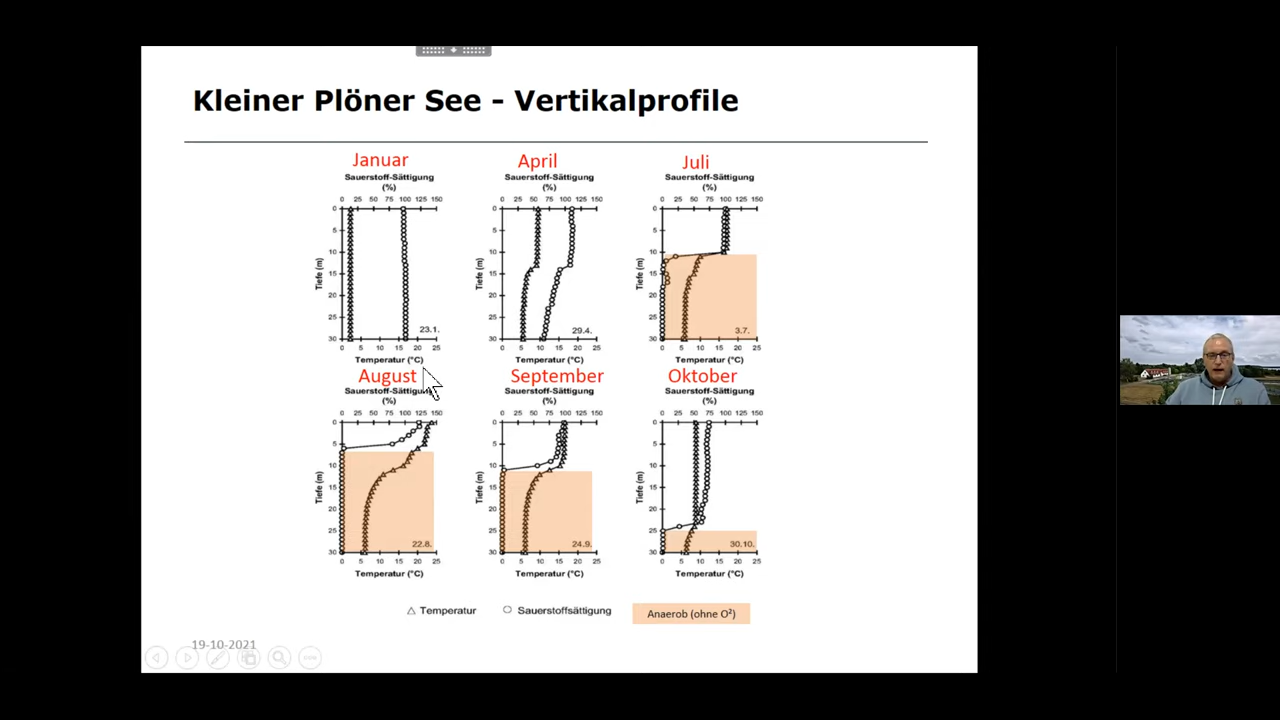 Kleiner Plöner See - Vertikalprofile
Januar
Sauerstoff-Sättigung
(%)
0 25 50 75 100 125 150
0
5
10
15
20
25
30
Tiefe (m)
23.1.
0 5 10 15 20 25
Temperatur (°C)
April
Sauerstoff-Sättigung
(%)
0 25 50 75 100 125 150
0
5
10
15
20
25
30
Tiefe (m)
29.4.
0 5 10 15 20 25
Temperatur (°C)
Juli
Sauerstoff-Sättigung
(%)
0 25 50 75 100 125 150
0
5
10
15
20
25
30
Tiefe (m)
3.7.
0 5 10 15 20 25
Temperatur (°C)
August
Sauerstoff-Sättigung
(%)
0 25 50 75 100 125 150
0
5
10
15
20
25
30
Tiefe (m)
22.8.
0 5 10 15 20 25
Temperatur (°C)
September
Sauerstoff-Sättigung
(%)
0 25 50 75 100 125 150
0
5
10
15
20
25
30
Tiefe (m)
24.9.
0 5 10 15 20 25
Temperatur (°C)
Oktober
Sauerstoff-Sättigung
(%)
0 25 50 75 100 125 150
0
5
10
15
20
25
30
Tiefe (m)
30.10.
0 5 10 15 20 25
Temperatur (°C)
Temperatur
Sauerstoffsättigung
Anaerob (ohne O²)
19-10-2021